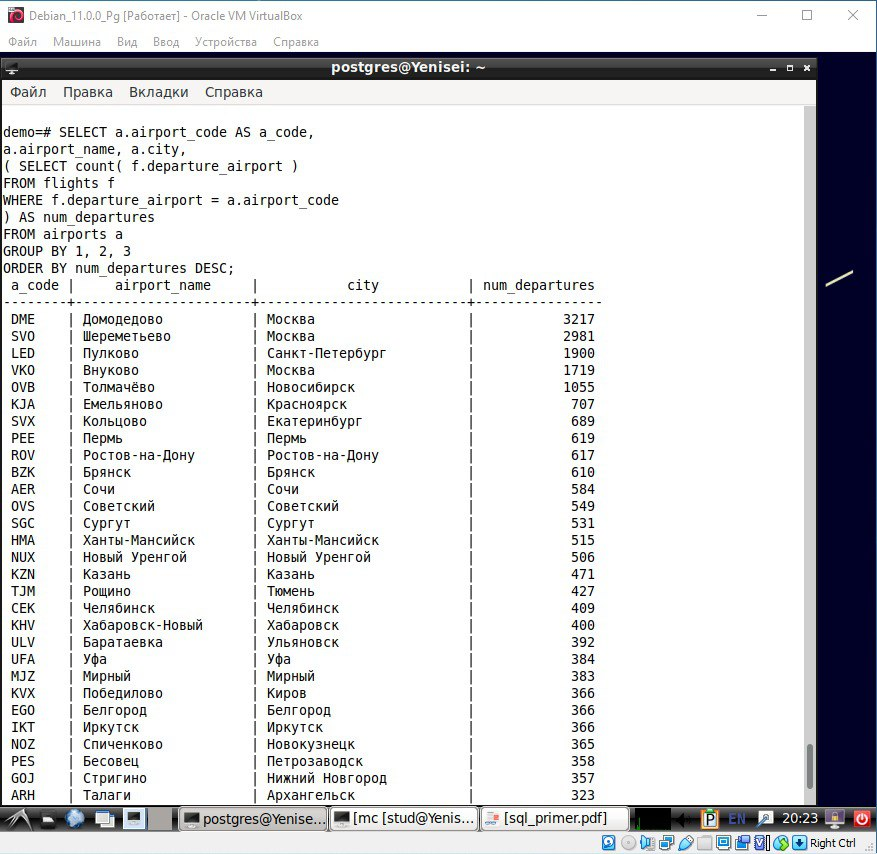 Debian_11.0.0_Pg [Работает] - Oracle VM VirtualBox
Файл Машина Вид Ввод Устройства Справка
postgres@Yenisei: ~
Файл Правка Вкладки Справка
demo=# SELECT a.airport_code AS a_code,
a.airport_name, a.city,
( SELECT count( f.departure_airport )
FROM flights f
WHERE f.departure_airport = a.airport_code
) AS num_departures
FROM airports a
GROUP BY 1, 2, 3
ORDER BY num_departures DESC;
a_code | airport_name | city | num_departures
--------+----------------------+--------------------------+----------------
DME | Домодедово | Москва | 3217
SVO | Шереметьево | Москва | 2981
LED | Пулково | Санкт-Петербург | 1900
VKO | Внуково | Москва | 1719
OVB | Толмачёво | Новосибирск | 1055
KJA | Емельяново | Красноярск | 707
SVX | Кольцово | Екатеринбург | 689
PEE | Пермь | Пермь | 619
ROV | Ростов-на-Дону | Ростов-на-Дону | 617
BZK | Брянск | Брянск | 610
AER | Сочи | Сочи | 584
OVS | Советский | Советский | 549
SGC | Сургут | Сургут | 531
HMA | Ханты-Мансийск | Ханты-Мансийск | 515
NUX | Новый Уренгой | Новый Уренгой | 506
KZN | Казань | Казань | 471
TJM | Рощино | Тюмень | 427
CEK | Челябинск | Челябинск | 409
KHV | Хабаровск-Новый | Хабаровск | 400
ULV | Баратаевка | Ульяновск | 392
UFA | Уфа | Уфа | 384
MJZ | Мирный | Мирный | 383
KVX | Победилово | Киров | 366
EGO | Белгород | Белгород | 366
IKT | Иркутск | Иркутск | 366
NOZ | Спиченково | Новокузнецк | 365
PES | Бесовец | Петрозаводск | 358
GOJ | Стригино | Нижний Новгород | 357
ARH | Талаги | Архангельск | 323
postgres@Yenise... [mc [stud@Yenis... [sql_primer.pdf] P EN 20:23
Right Ctrl